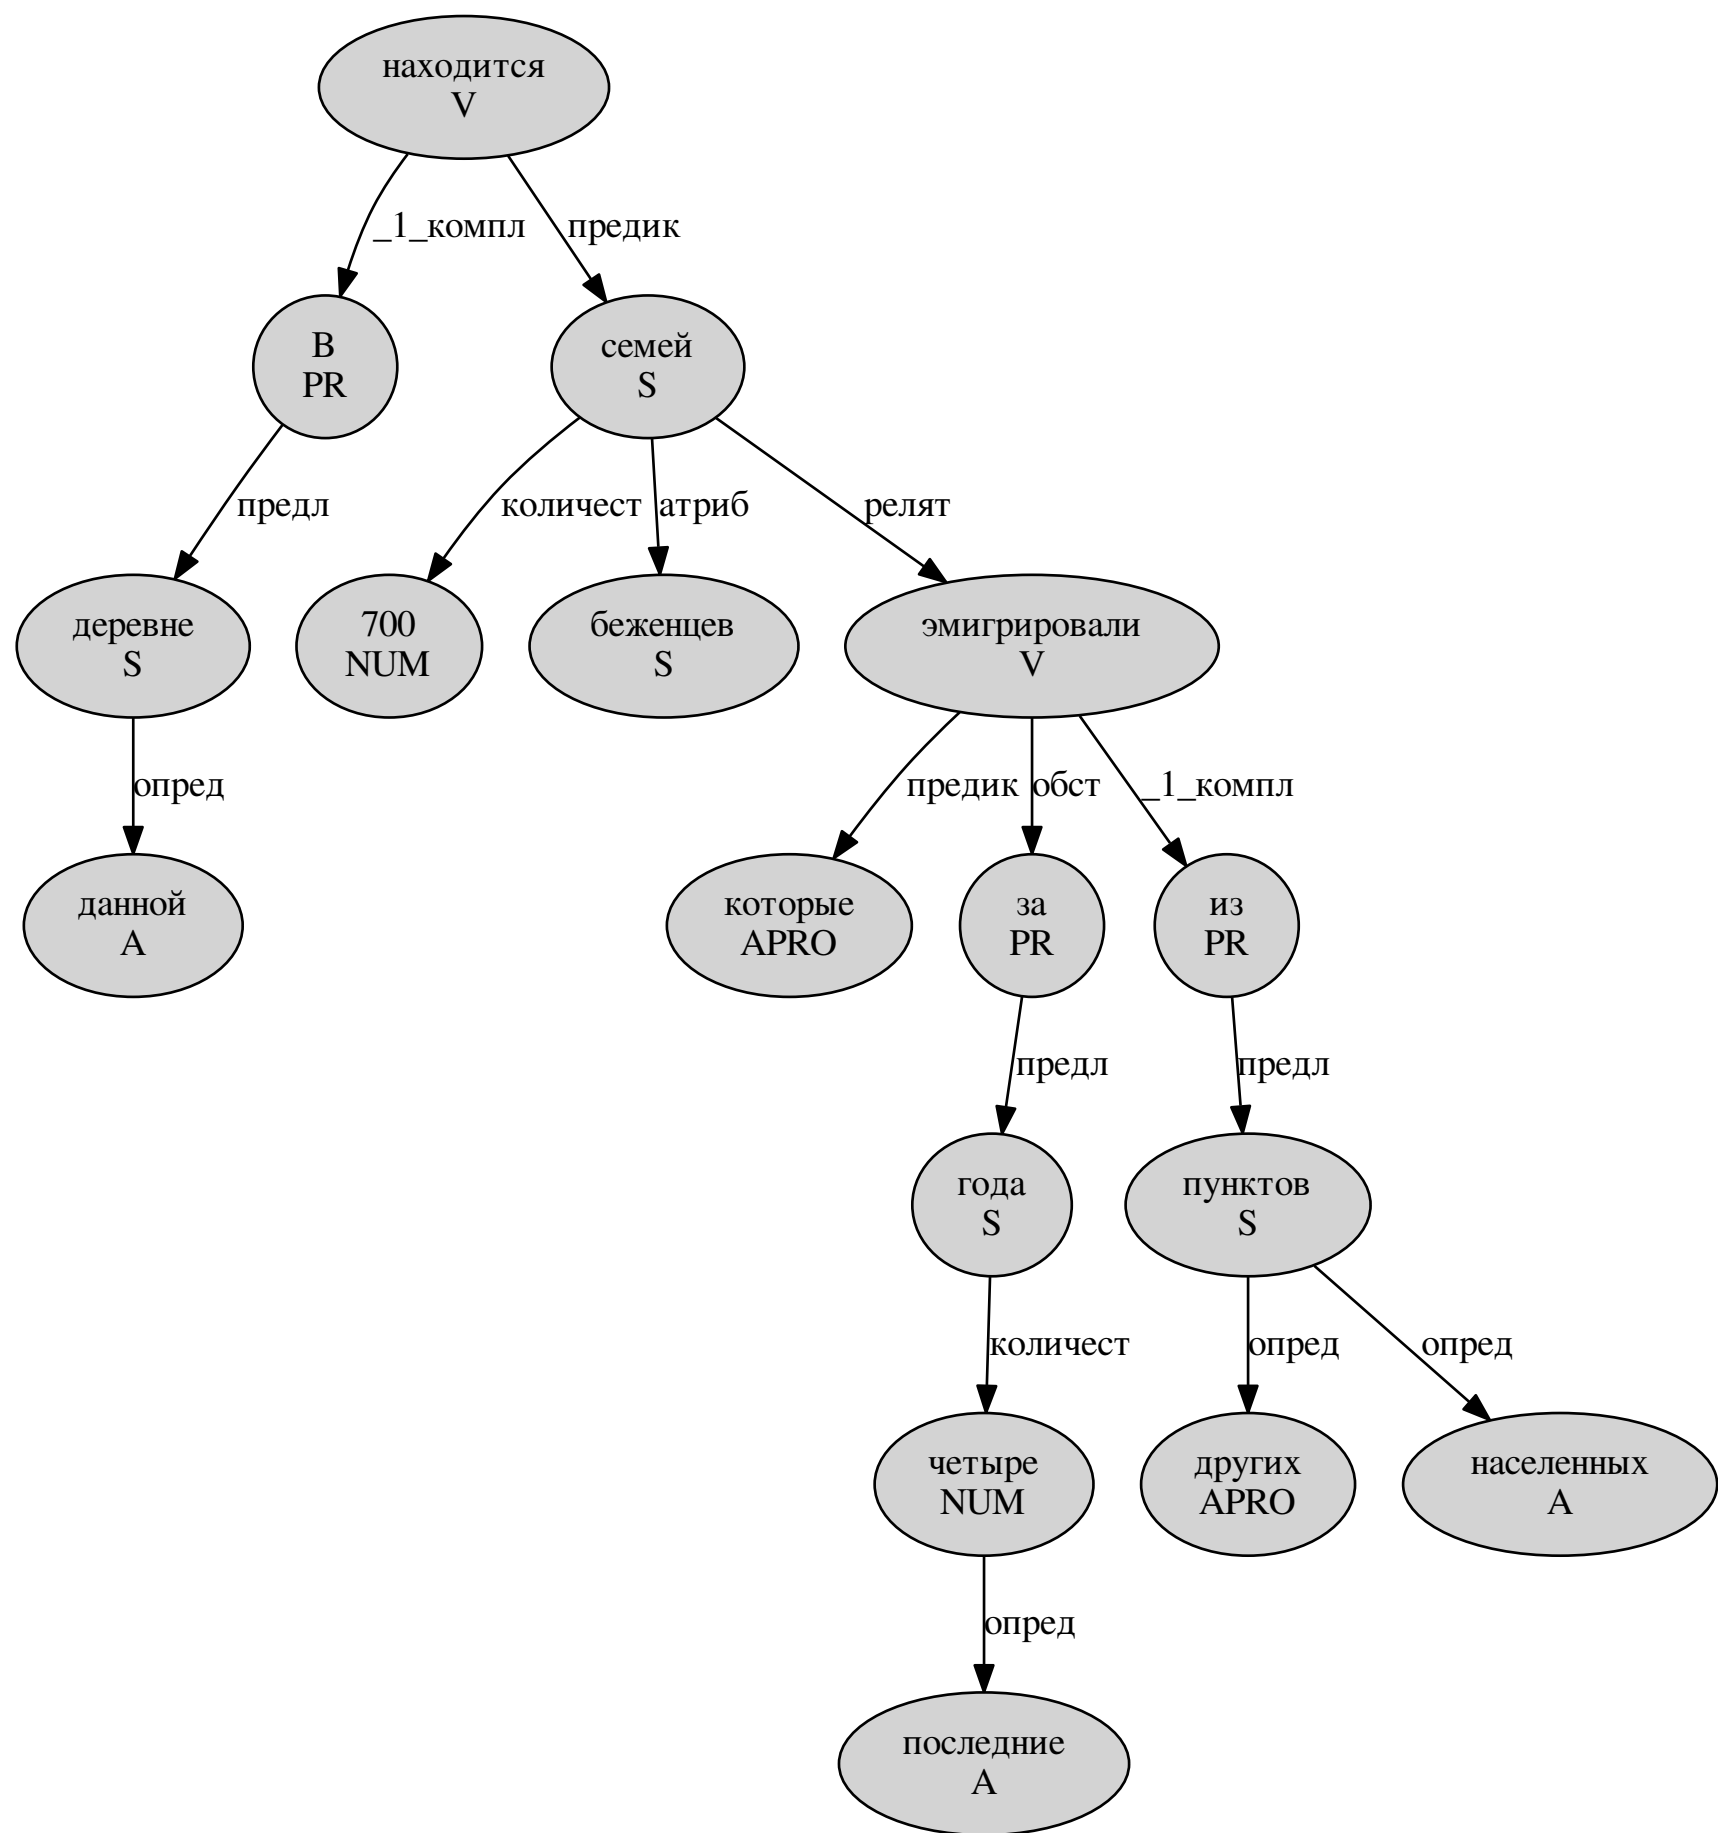 находится
V
_1_компл
предик
В
PR
семей
S
предл
количест
атриб
релят
деревне
S
700
NUM
беженцев
S
эмигрировали
V
опред
предик
обст
_1_компл
данной
A
которые
APRO
за
PR
из
PR
предл
предл
года
S
пунктов
S
количест
опред
опред
четыре
NUM
других
APRO
населенных
A
опред
последние
A